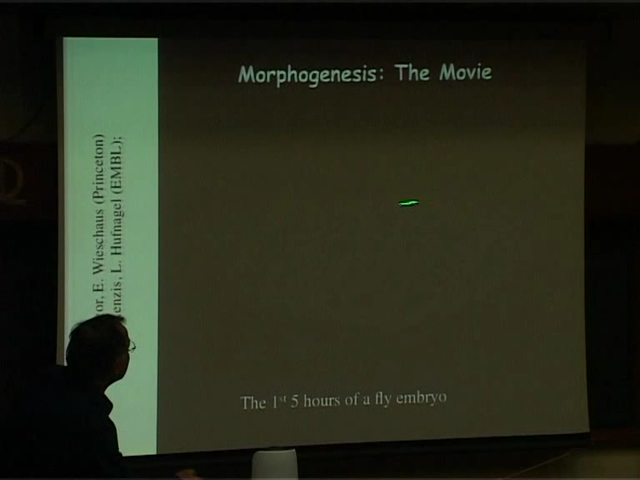 Morphogenesis: The Movie
or, E. Wieschaus (Princeton)
enzis, L. Hufnagel (EMBL);
The 1st 5 hours of a fly embryo